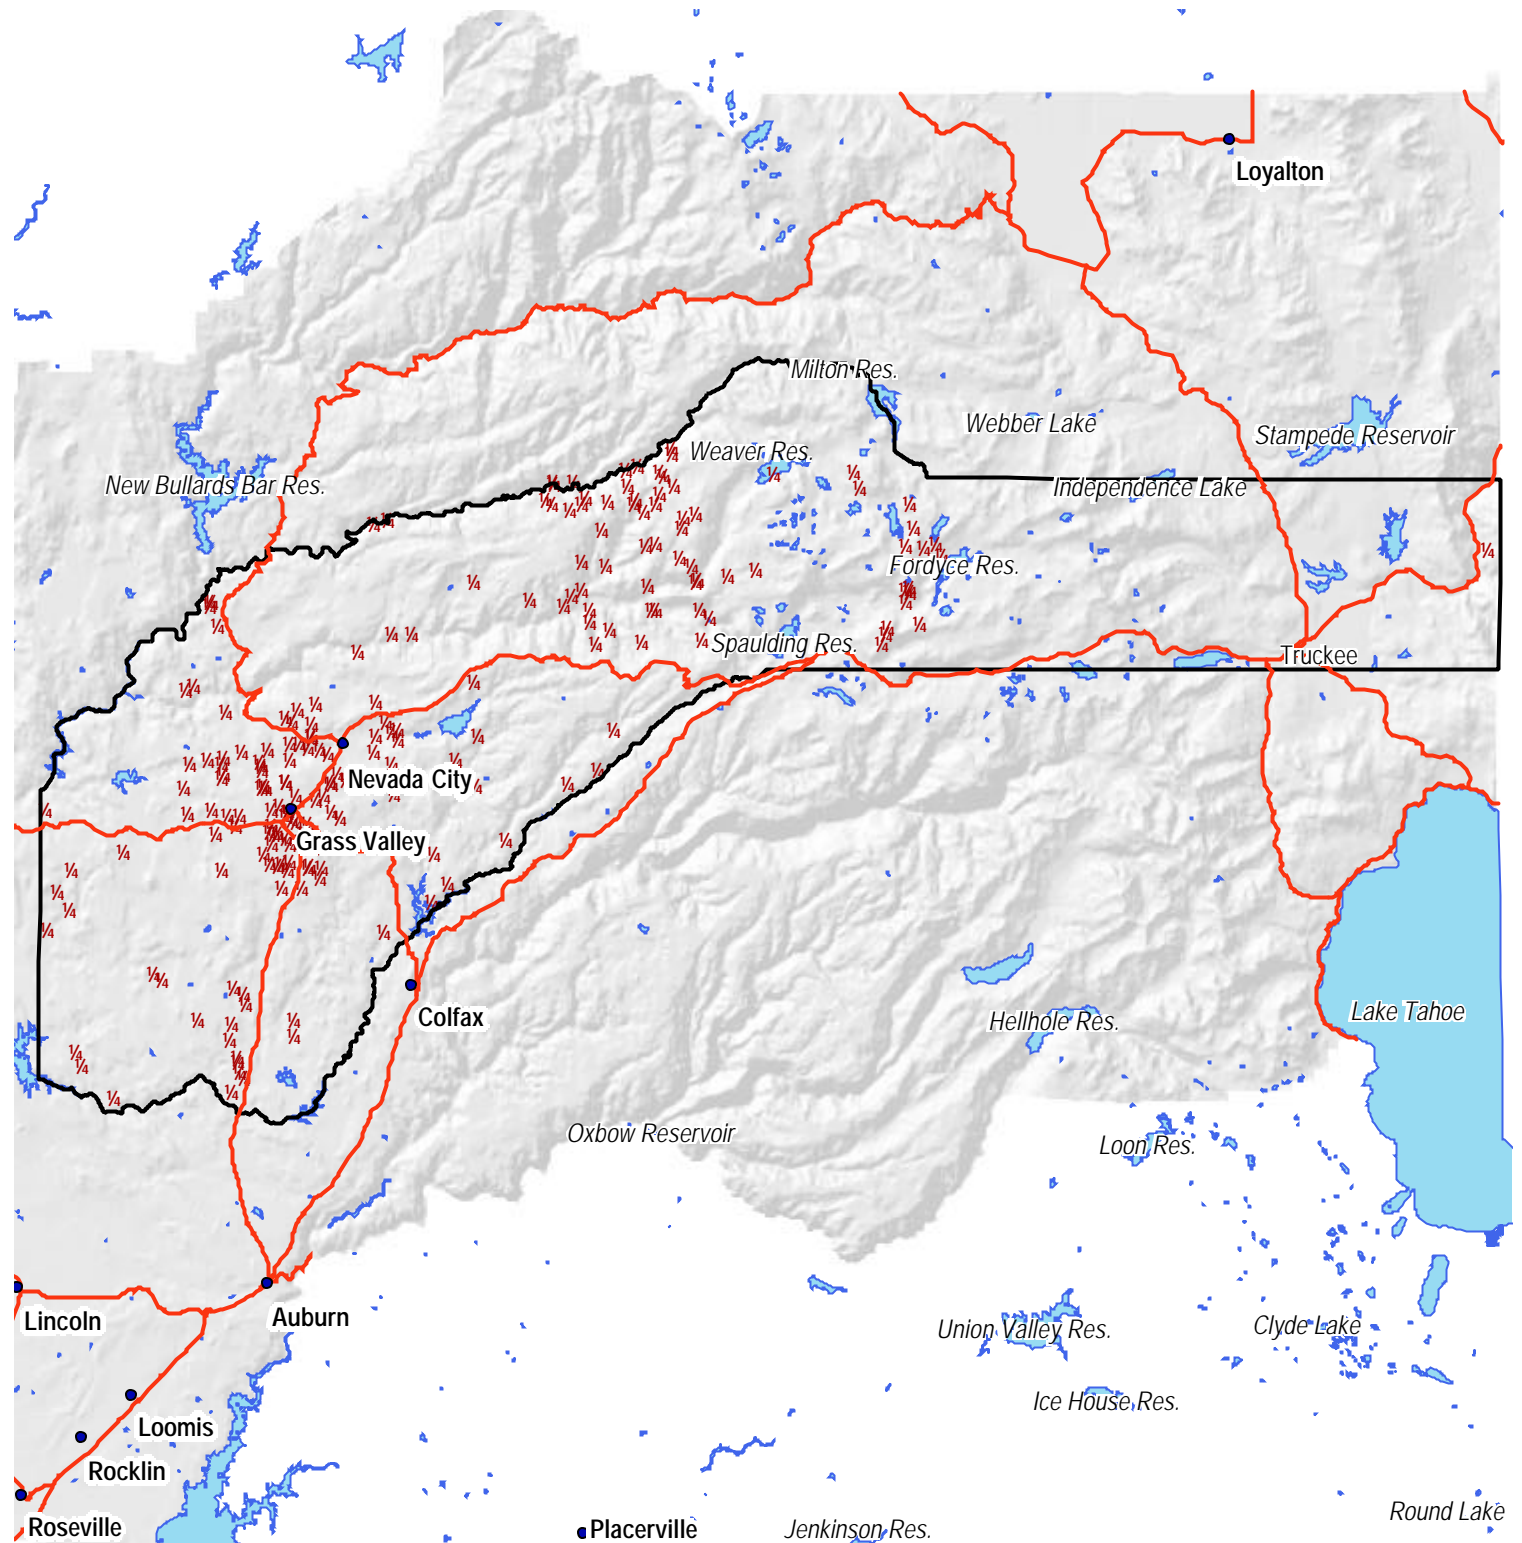 Loyalton
Milton Res.
Webber Lake
Stampede Reservoir
Weaver Res.
New Bullards Bar Res.
Independence Lake
Fordyce Res.
Spaulding Res.
Truckee
Nevada City
Grass Valley
Colfax
Lake Tahoe
Hellhole Res.
Oxbow Reservoir
Loon Res.
Lincoln
Auburn
Union Valley Res.
Clyde Lake
Ice House Res.
Loomis
Rocklin
Round Lake
Roseville
Placerville
Jenkinson Res.